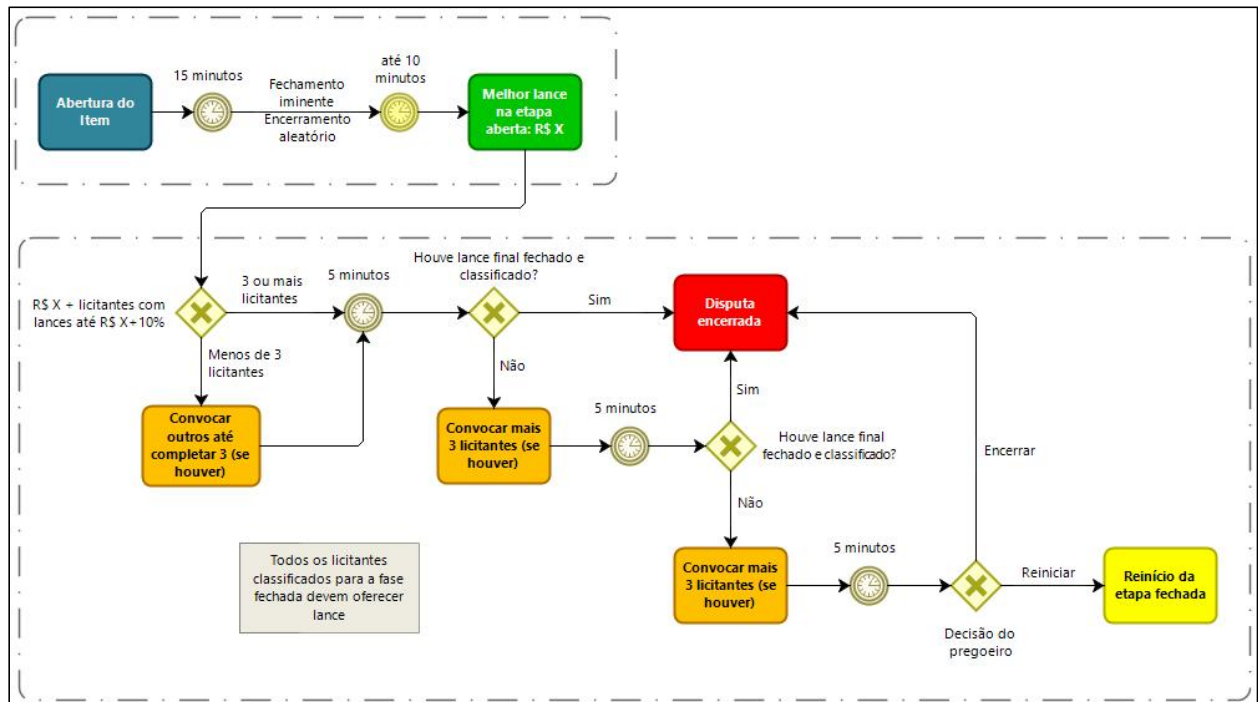 15 minutos
até 10
minutos
Abertura do
Item
Fechamento
iminente
Encerramento
aleatório
Melhor lance
na etapa
aberta: R$ X
R$ X + licitantes com
lances até R$ X+10%
3 ou mais
licitantes
5 minutos
Houve lance final fechado e
classificado?
Sim
Disputa
encerrada
Menos de 3
licitantes
Não
Convocar
outros até
completar 3 (se
houver)
Convocar mais
3 licitantes (se
houver)
5 minutos
Sim
Houve lance final
fechado e classificado?
Encerrar
Não
Todos os licitantes
classificados para a fase
fechada devem oferecer
lance
Convocar mais
3 licitantes (se
houver)
5 minutos
Decisão do
pregoeiro
Reiniciar
Reinício da
etapa fechada